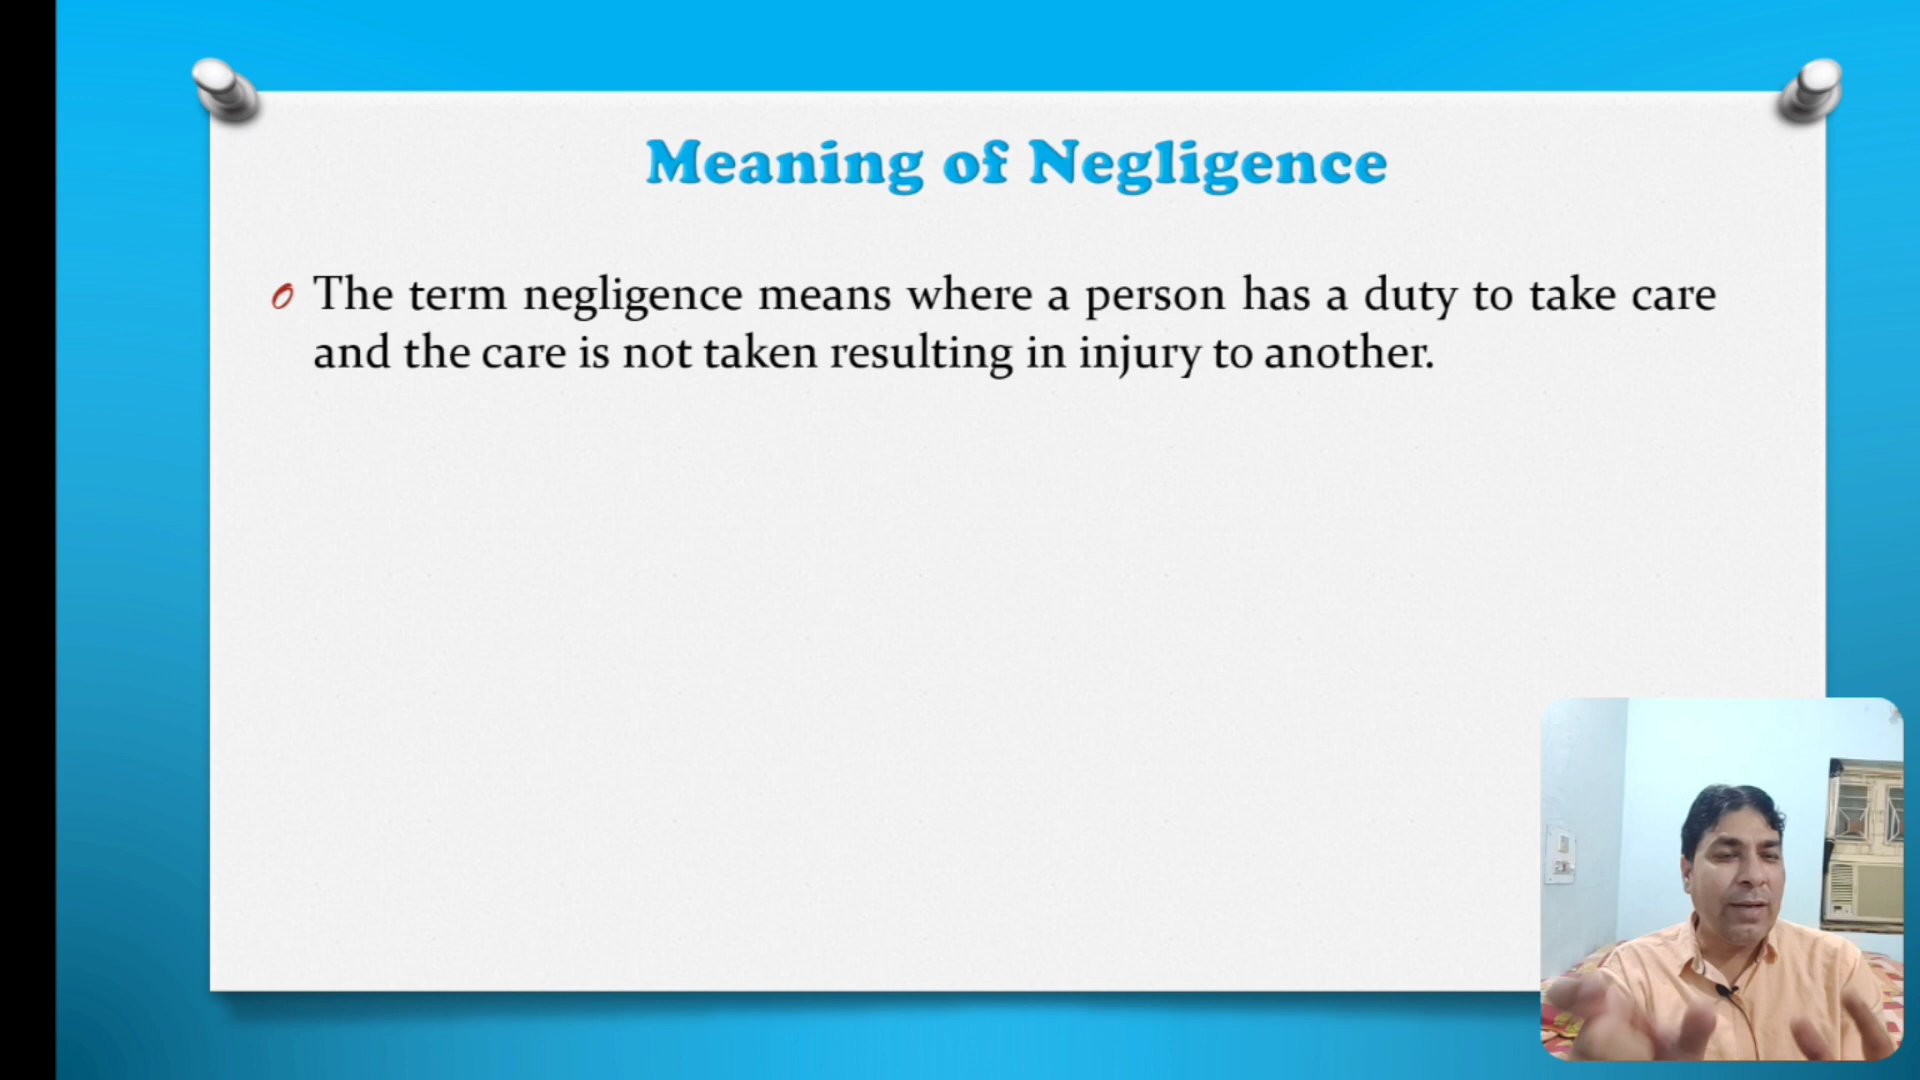 Meaning of Negligence
The term negligence means where a person has a duty to take care
and the care is not taken resulting in injury to another.